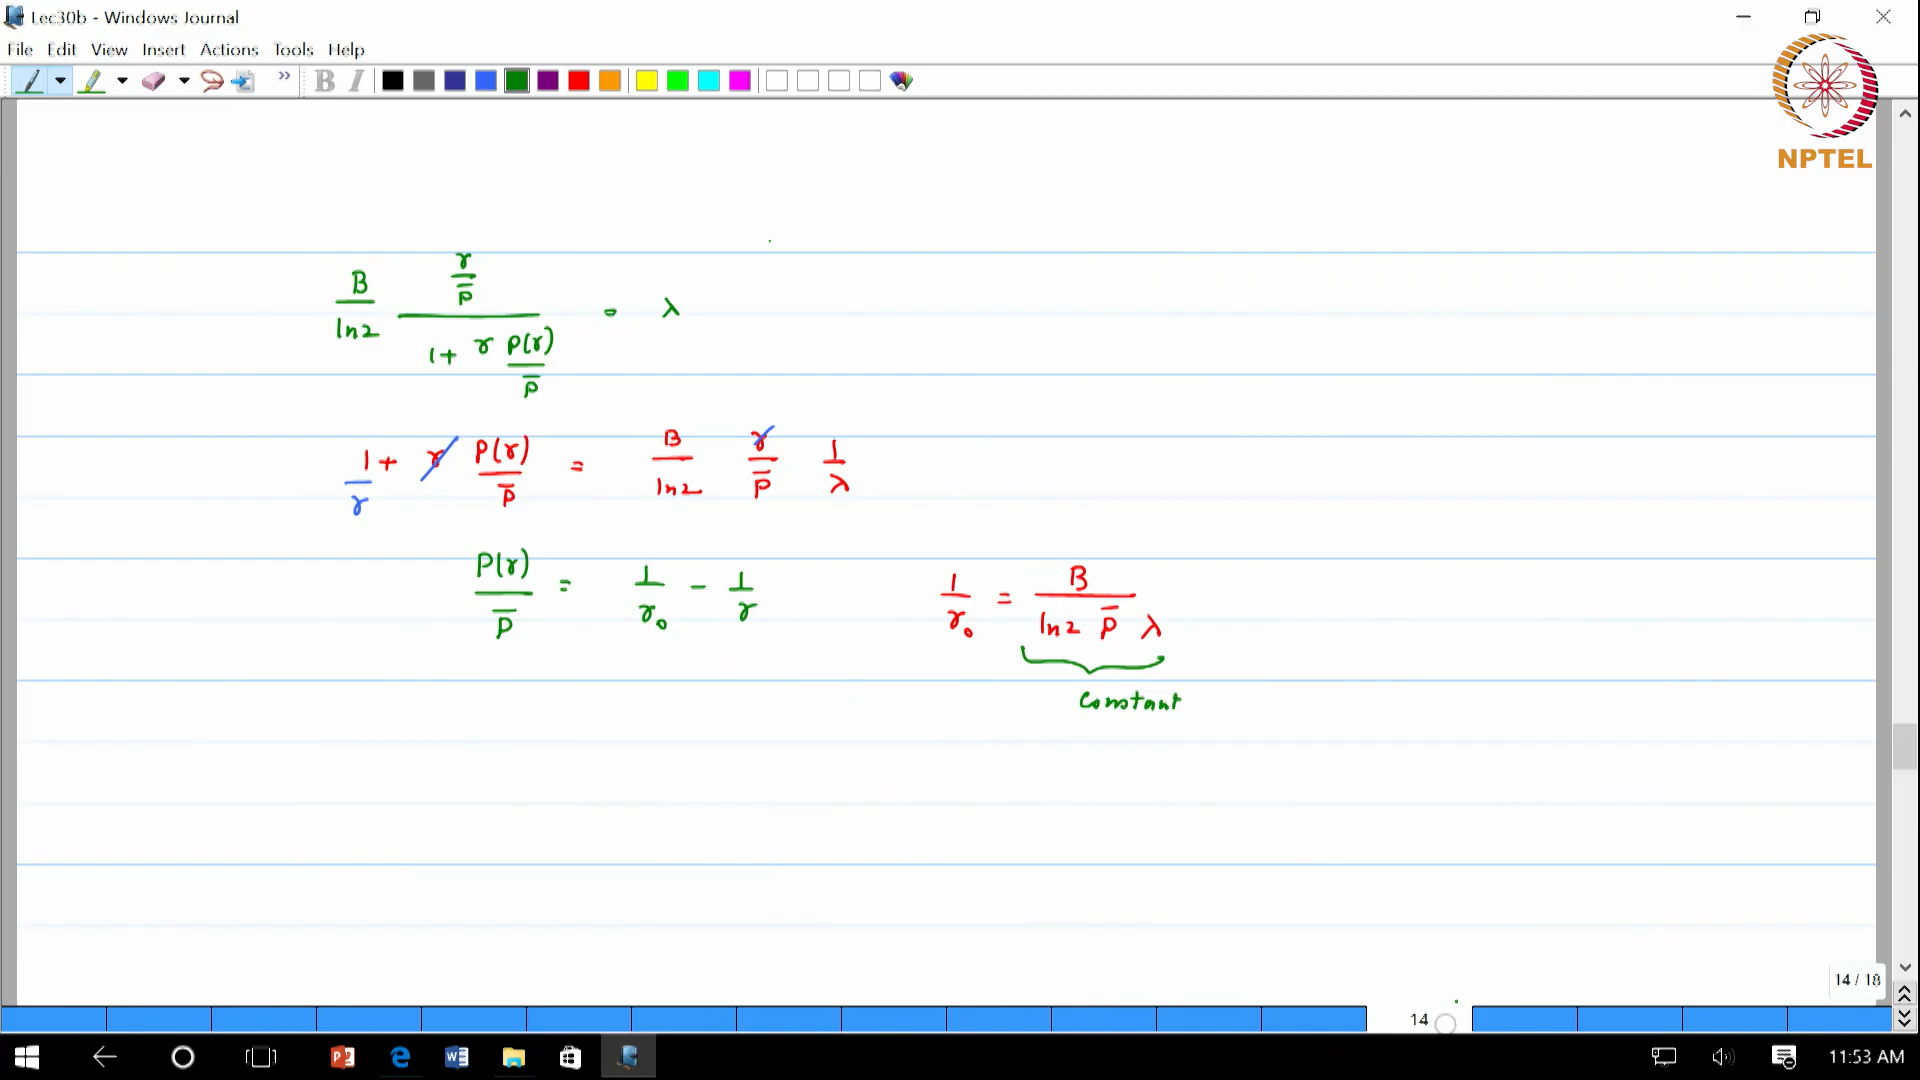 Lec30b - Windows Journal
File Edit View Insert Actions Tools Help
B I
NPTEL
B/ln2 (γ/P̅)/(1+ γ P(γ)/P̅) = λ
1/γ + γ P(γ)/P̅ = B/ln2 γ/P̅ 1/λ
P(γ)/P̅ = 1/γ₀ - 1/γ 1/γ₀ = B/(ln2 P̅ λ)
Constant
14 / 18
14
11:53 AM